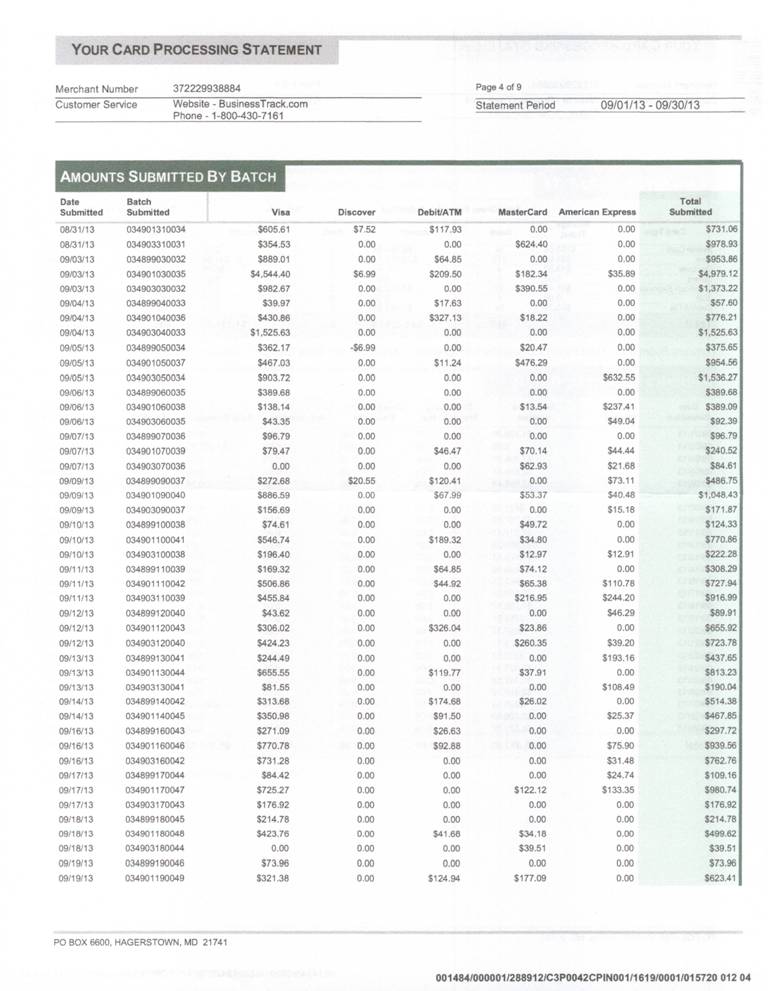 YOUR CARD PROCESSING STATEMENT
Merchant Number 372229938884 Page 4 of 9
Customer Service Website - BusinessTrack.com Statement Period 09/01/13 - 09/30/13
Phone - 1-800-430-7161
AMOUNTS SUBMITTED BY BATCH
Date Batch Total
Submitted Submitted Visa Discover Debit/ATM MasterCard American Express Submitted
08/31/13 034901310034 $605.61 $7.52 $117.93 0.00 0.00 $731.06
08/31/13 034903310031 $354.53 0.00 0.00 $624.40 0.00 $978.93
09/03/13 034899030032 $889.01 0.00 $64.85 0.00 0.00 $953.86
09/03/13 034901030035 $4,544.40 $6.99 $209.50 $182.34 $35.89 $4,979.12
09/03/13 034903030032 $982.67 0.00 0.00 $390.55 0.00 $1,373.22
09/04/13 034899040033 $39.97 0.00 $17.63 0.00 0.00 $57.60
09/04/13 034901040036 $430.86 0.00 $327.13 $18.22 0.00 $776.21
09/04/13 034903040033 $1,525.63 0.00 0.00 0.00 0.00 $1,525.63
09/05/13 034899050034 $362.17 -$6.99 0.00 $20.47 0.00 $375.65
09/05/13 034901050037 $467.03 0.00 $11.24 $476.29 0.00 $954.56
09/05/13 034903050034 $903.72 0.00 0.00 0.00 $632.55 $1,536.27
09/06/13 034899060035 $389.68 0.00 0.00 0.00 0.00 $389.68
09/06/13 034901060038 $138.14 0.00 0.00 $13.54 $237.41 $389.09
09/06/13 034903060035 $43.35 0.00 0.00 0.00 $49.04 $92.39
09/07/13 034899070036 $96.79 0.00 0.00 0.00 0.00 $96.79
09/07/13 034901070039 $79.47 0.00 $46.47 $70.14 $44.44 $240.52
09/07/13 034903070036 0.00 0.00 0.00 $62.93 $21.68 $84.61
09/09/13 034899090037 $272.68 $20.55 $120.41 0.00 $73.11 $486.75
09/09/13 034901090040 $886.59 0.00 $67.99 $53.37 $40.48 $1,048.43
09/09/13 034903090037 $156.69 0.00 0.00 0.00 $15.18 $171.87
09/10/13 034899100038 $74.61 0.00 0.00 $49.72 0.00 $124.33
09/10/13 034901100041 $546.74 0.00 $189.32 $34.80 0.00 $770.86
09/10/13 034903100038 $196.40 0.00 0.00 $12.97 $12.91 $222.28
09/11/13 034899110039 $169.32 0.00 $64.85 $74.12 0.00 $308.29
09/11/13 034901110042 $506.86 0.00 $44.92 $65.38 $110.78 $727.94
09/11/13 034903110039 $455.84 0.00 0.00 $216.95 $244.20 $916.99
09/12/13 034899120040 $43.62 0.00 0.00 0.00 $46.29 $89.91
09/12/13 034901120043 $306.02 0.00 $326.04 $23.86 0.00 $655.92
09/12/13 034903120040 $424.23 0.00 0.00 $260.35 $39.20 $723.78
09/13/13 034899130041 $244.49 0.00 0.00 0.00 $193.16 $437.65
09/13/13 034901130044 $655.55 0.00 $119.77 $37.91 0.00 $813.23
09/13/13 034903130041 $81.55 0.00 0.00 0.00 $108.49 $190.04
09/14/13 034899140042 $313.68 0.00 $174.68 $26.02 0.00 $514.38
09/14/13 034901140045 $350.98 0.00 $91.50 0.00 $25.37 $467.85
09/16/13 034899160043 $271.09 0.00 $26.63 0.00 0.00 $297.72
09/16/13 034901160046 $770.78 0.00 $92.88 0.00 $75.90 $939.56
09/16/13 034903160042 $731.28 0.00 0.00 0.00 $31.48 $762.76
09/17/13 034899170044 $84.42 0.00 0.00 0.00 $24.74 $109.16
09/17/13 034901170047 $725.27 0.00 0.00 $122.12 $133.35 $980.74
09/17/13 034903170043 $176.92 0.00 0.00 0.00 0.00 $176.92
09/18/13 034899180045 $214.78 0.00 0.00 0.00 0.00 $214.78
09/18/13 034901180048 $423.76 0.00 $41.68 $34.18 0.00 $499.62
09/18/13 034903180044 0.00 0.00 0.00 $39.51 0.00 $39.51
09/19/13 034899190046 $73.96 0.00 0.00 0.00 0.00 $73.96
09/19/13 034901190049 $321.38 0.00 $124.94 $177.09 0.00 $623.41
PO BOX 6600, HAGERSTOWN, MD 21741
001484/000001/288912/C3P0042CPIN001/1619/0001/015720 012 04